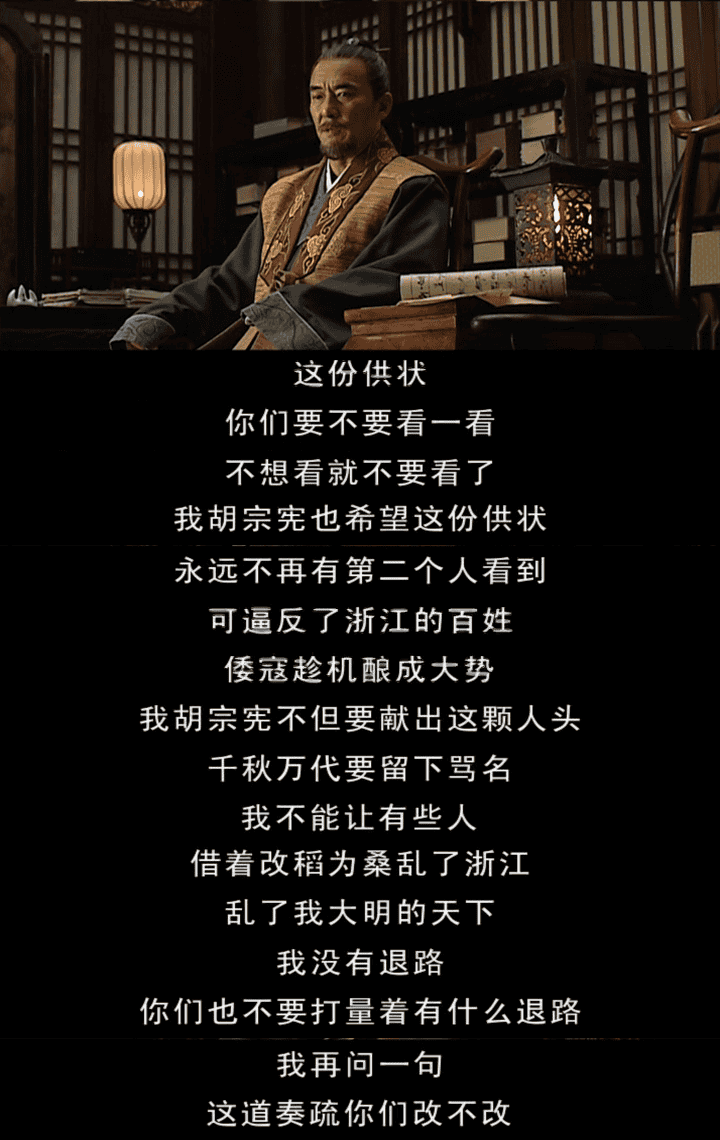 这份供状
你们要不要看一看
不想看就不要看了
我胡宗宪也希望这份供状
永远不再有第二个人看到
可逼反了浙江的百姓
倭寇趁机酿成大势
我胡宗宪不但要献出这颗人头
千秋万代要留下骂名
我不能让有些人
借着改稻为桑乱了浙江
乱了我大明的天下
我没有退路
你们也不要打量着有什么退路
我再问一句
这道奏疏你们改不改